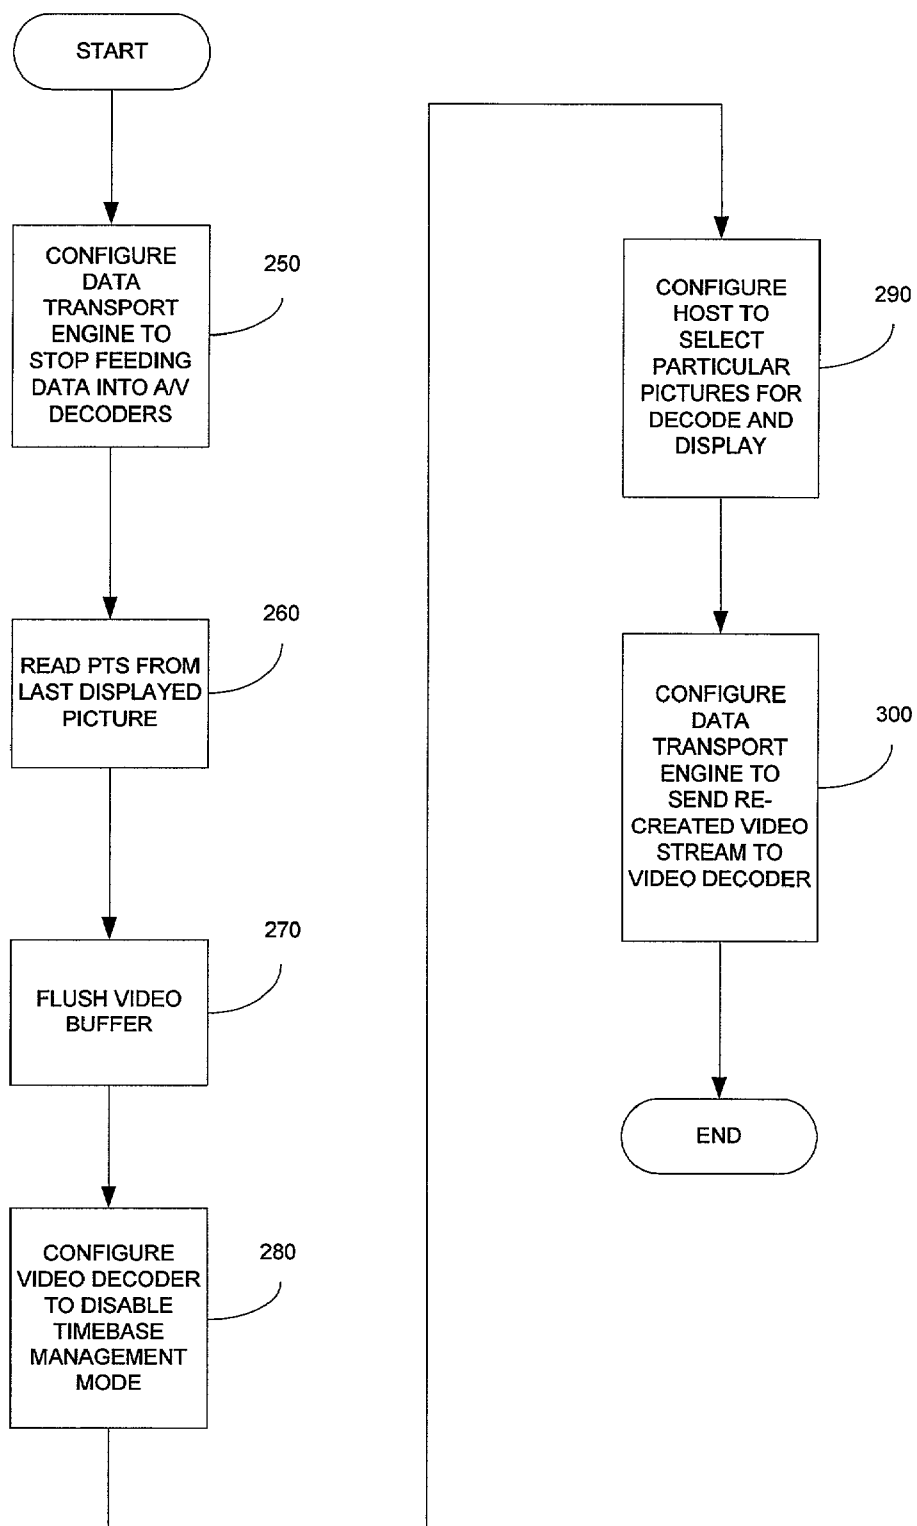 START
CONFIGURE
DATA
TRANSPORT
ENGINE TO
STOP FEEDING
DATA INTO A/V
DECODERS
250
READ PTS FROM
LAST DISPLAYED
PICTURE
260
FLUSH VIDEO
BUFFER
270
CONFIGURE
VIDEO DECODER
TO DISABLE
TIMEBASE
MANAGEMENT
MODE
280
CONFIGURE
HOST TO
SELECT
PARTICULAR
PICTURES FOR
DECODE AND
DISPLAY
290
CONFIGURE
DATA
TRANSPORT
ENGINE TO
SEND RE-
CREATED VIDEO
STREAM TO
VIDEO DECODER
300
END